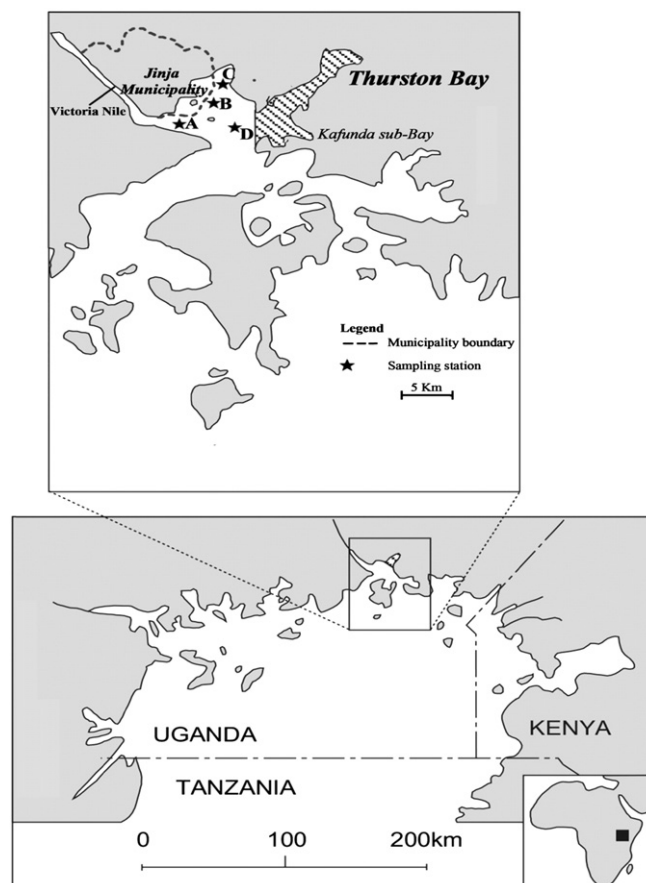 C
Jinja
Municipality
Thurston Bay
B
Victoria Nile
A
D
Kafunda sub-Bay
Legend
Municipality boundary
Sampling station
5 Km
UGANDA
KENYA
TANZANIA
0
100
200km